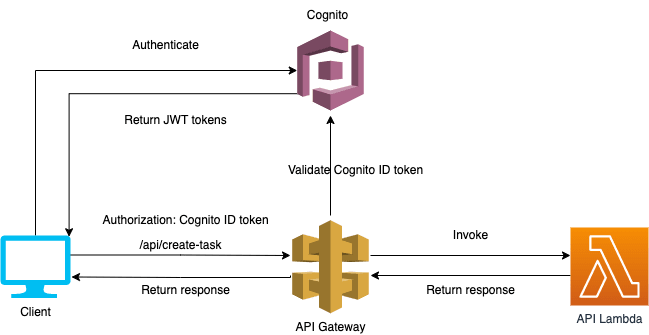 Cognito
Authenticate
Return JWT tokens
Validate Cognito ID token
Authorization: Cognito ID token
/api/create-task
Invoke
Return response
Return response
Client
API Gateway
API Lambda